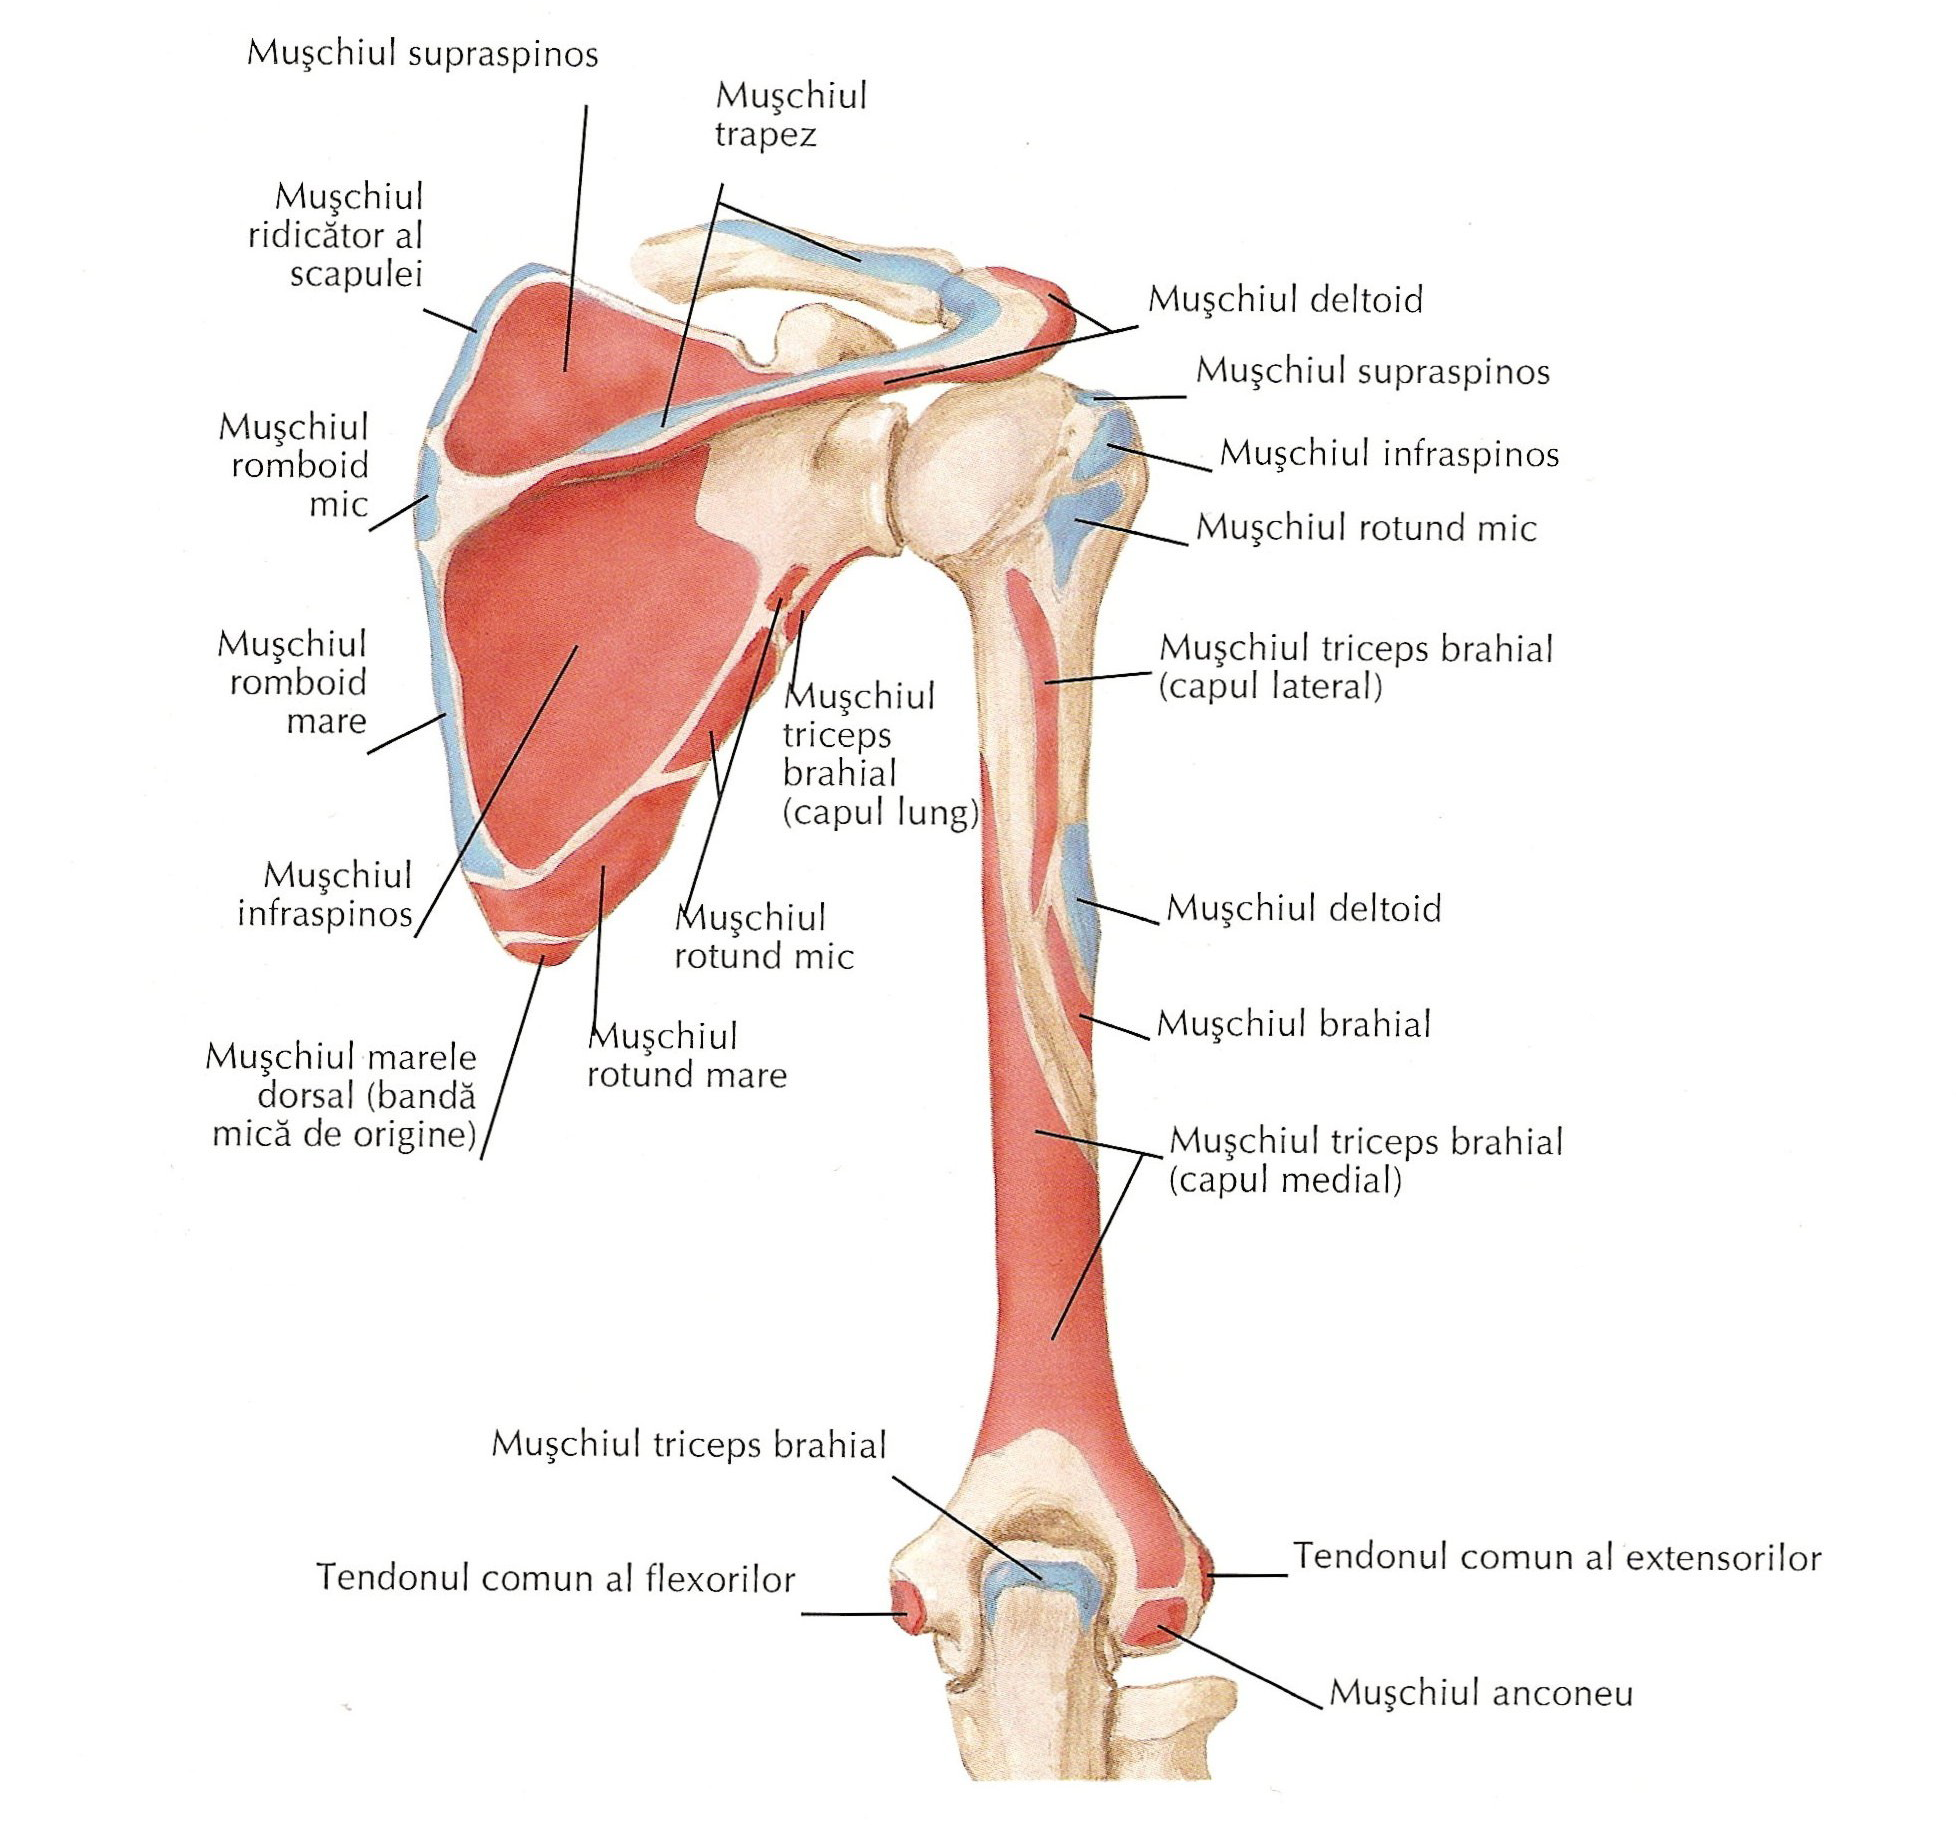 Muşchiul supraspinos
Muşchiul
trapez
Muşchiul
ridicător al
scapulei
Muşchiul deltoid
Muşchiul supraspinos
Muşchiul
romboid
mic
Muşchiul infraspinos
Muşchiul rotund mic
Muşchiul
romboid
mare
Muşchiul triceps brahial
(capul lateral)
Muşchiul
triceps
brahial
(capul lung)
Muşchiul
infraspinos
Muşchiul
rotund mic
Muşchiul deltoid
Muşchiul marele
dorsal (bandă
mică de origine)
Muşchiul
rotund mare
Muşchiul brahial
Muşchiul triceps brahial
(capul medial)
Muşchiul triceps brahial
Tendonul comun al flexorilor
Tendonul comun al extensorilor
Muşchiul anconeu